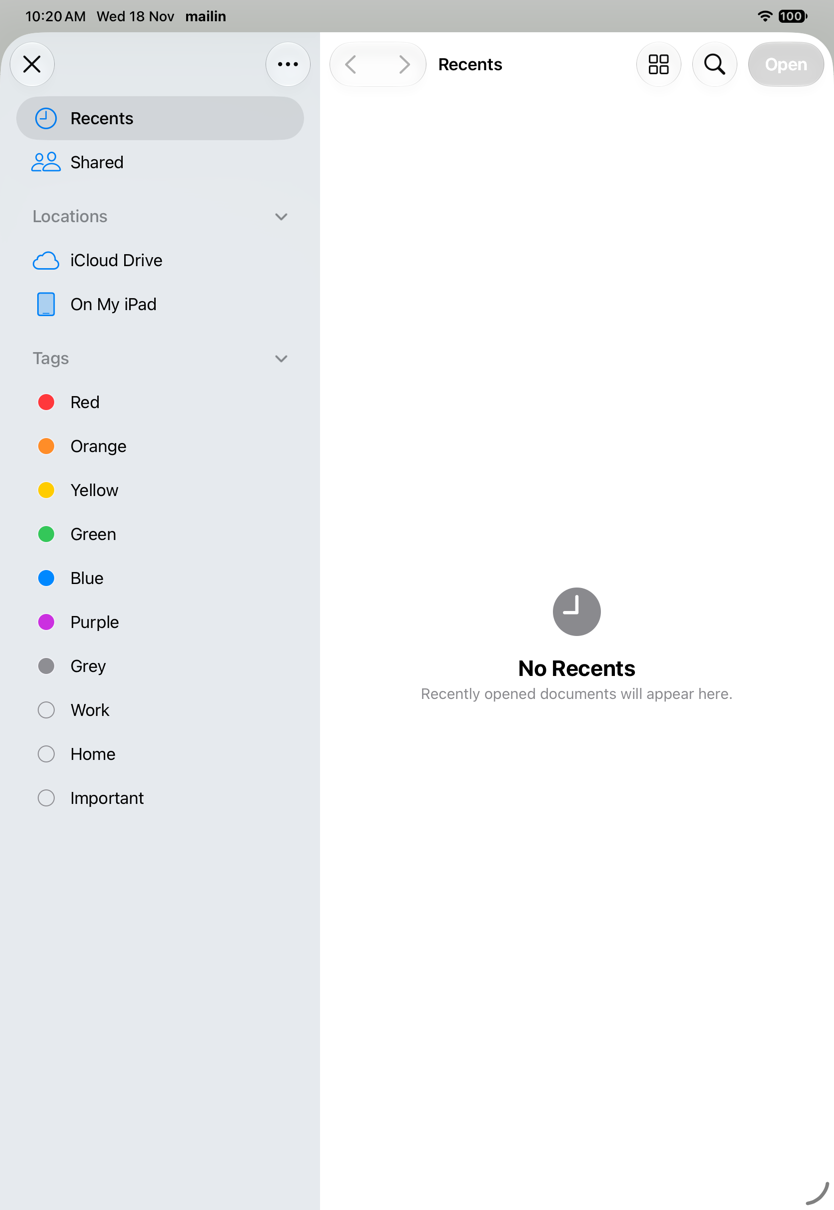 10:20 AM Wed 18 Nov mailin
100
Recents
Shared
Locations
iCloud Drive
On My iPad
Tags
Red
Orange
Yellow
Green
Blue
Purple
Grey
Work
Home
Important
Recents
Open
No Recents
Recently opened documents will appear here.